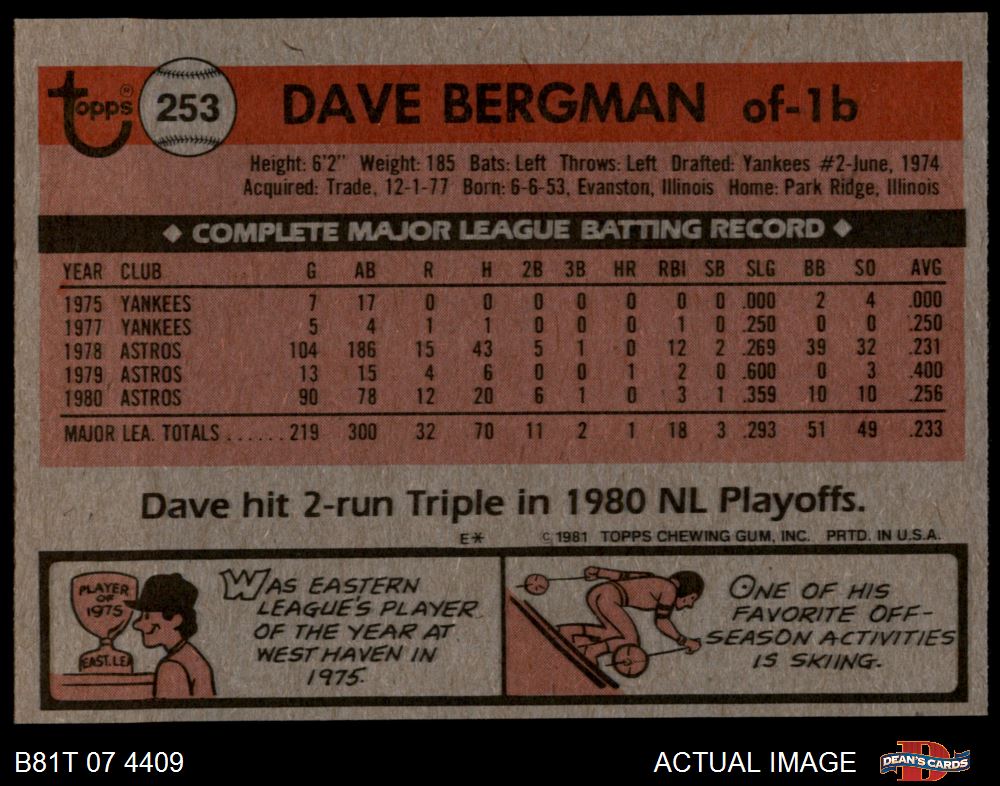 topps® 253 DAVE BERGMAN of-1b
Height: 6'2" Weight: 185 Bats: Left Throws: Left Drafted: Yankees #2-June, 1974
Acquired: Trade, 12-1-77 Born: 6-6-53, Evanston, Illinois Home: Park Ridge, Illinois
◆ COMPLETE MAJOR LEAGUE BATTING RECORD ◆
YEAR CLUB G AB R H 2B 3B HR RBI SB SLG BB SO AVG
1975 YANKEES 7 17 0 0 0 0 0 0 0 .000 2 4 .000
1977 YANKEES 5 4 1 1 0 0 0 1 0 .250 0 0 .250
1978 ASTROS 104 186 15 43 5 1 0 12 2 .269 39 32 .231
1979 ASTROS 13 15 4 6 0 0 1 2 0 .600 0 3 .400
1980 ASTROS 90 78 12 20 6 1 0 3 1 .359 10 10 .256
MAJOR LEA. TOTALS ...... 219 300 32 70 11 2 1 18 3 .293 51 49 .233
Dave hit 2-run Triple in 1980 NL Playoffs.
E* © 1981 TOPPS CHEWING GUM, INC. PRTD. IN U.S.A.
PLAYER
OF
1975
EAST. LEA
WAS EASTERN
LEAGUE'S PLAYER
OF THE YEAR AT
WEST HAVEN IN
1975.
ONE OF HIS
FAVORITE OFF-
SEASON ACTIVITIES
IS SKIING.
B81T 07 4409 ACTUAL IMAGE DEAN'S CARDS